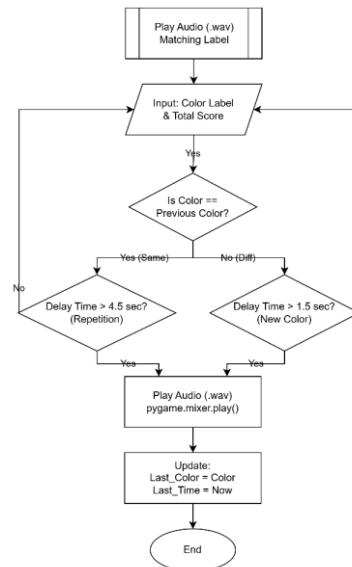 Play Audio (.wav)
Matching Label
Input: Color Label
& Total Score
Yes
Is Color ==
Previous Color?
Yes (Same)
No (Diff)
No
Delay Time > 4.5 sec?
(Repetition)
Delay Time > 1.5 sec?
(New Color)
Yes
Yes
Play Audio (.wav)
pygame.mixer.play()
Update:
Last_Color = Color
Last_Time = Now
End